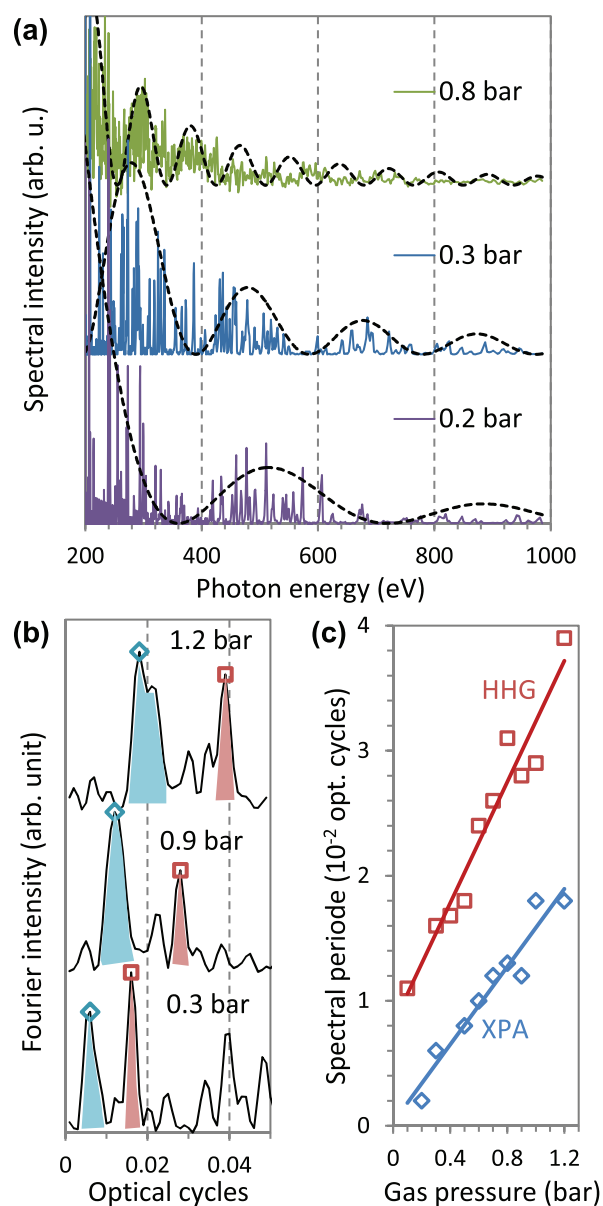 (a)
Spectral intensity (arb. u.)
0.8 bar
0.3 bar
0.2 bar
200 400 600 800 1000
Photon energy (eV)
(b)
Fourier intensity (arb. unit)
1.2 bar
0.9 bar
0.3 bar
0 0.02 0.04
Optical cycles
(c)
Spectral periode (10⁻² opt. cycles)
4
3
2
1
0
HHG
XPA
0 0.4 0.8 1.2
Gas pressure (bar)